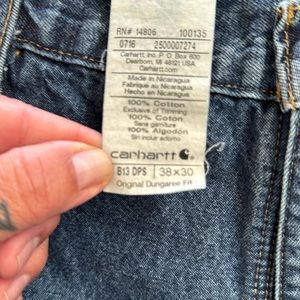 RN# 14806 100135
0716 2500007274
Carhartt, Inc. P.O. Box 600
Dearborn, MI 48121 USA
Carhartt.com
Made in Nicaragua
Fabriqué au Nicaragua
Hecho en Nicaragua
100% Cotton
Exclusive of Trimming
100% Coton
Sans garniture
100% Algodón
Sin incluir adorno
carhartt
B13 DPS 38×30
Original Dungaree Fit